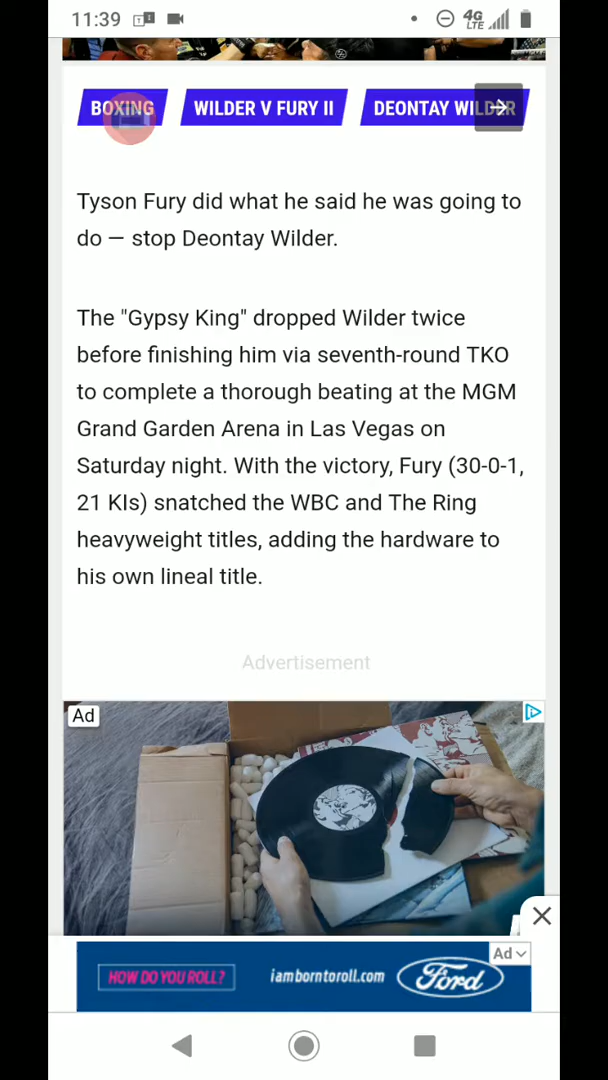 11:39
4G
LTE
BOXING
WILDER V FURY II
DEONTAY WILDER
Tyson Fury did what he said he was going to
do — stop Deontay Wilder.
The "Gypsy King" dropped Wilder twice
before finishing him via seventh-round TKO
to complete a thorough beating at the MGM
Grand Garden Arena in Las Vegas on
Saturday night. With the victory, Fury (30-0-1,
21 KIs) snatched the WBC and The Ring
heavyweight titles, adding the hardware to
his own lineal title.
Advertisement
Ad
Ad
HOW DO YOU ROLL?
iamborntoroll.com
Ford